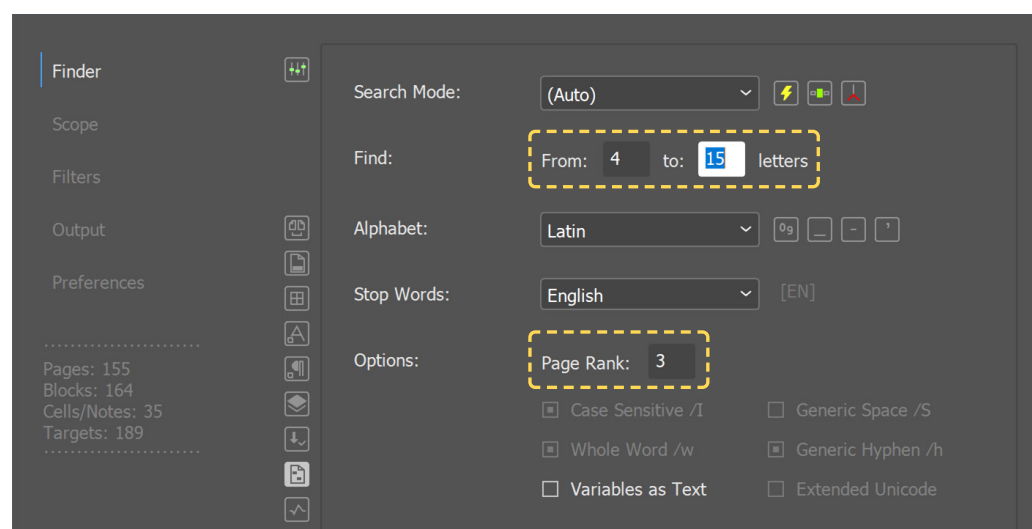 Finder
Scope
Filters
Output
Preferences
Pages: 155
Blocks: 164
Cells/Notes: 35
Targets: 189
Search Mode: (Auto)
Find: From: 4 to: 15 letters
Alphabet: Latin 09 _ - ’
Stop Words: English [EN]
Options: Page Rank: 3
Case Sensitive /I Generic Space /S
Whole Word /w Generic Hyphen /h
Variables as Text Extended Unicode